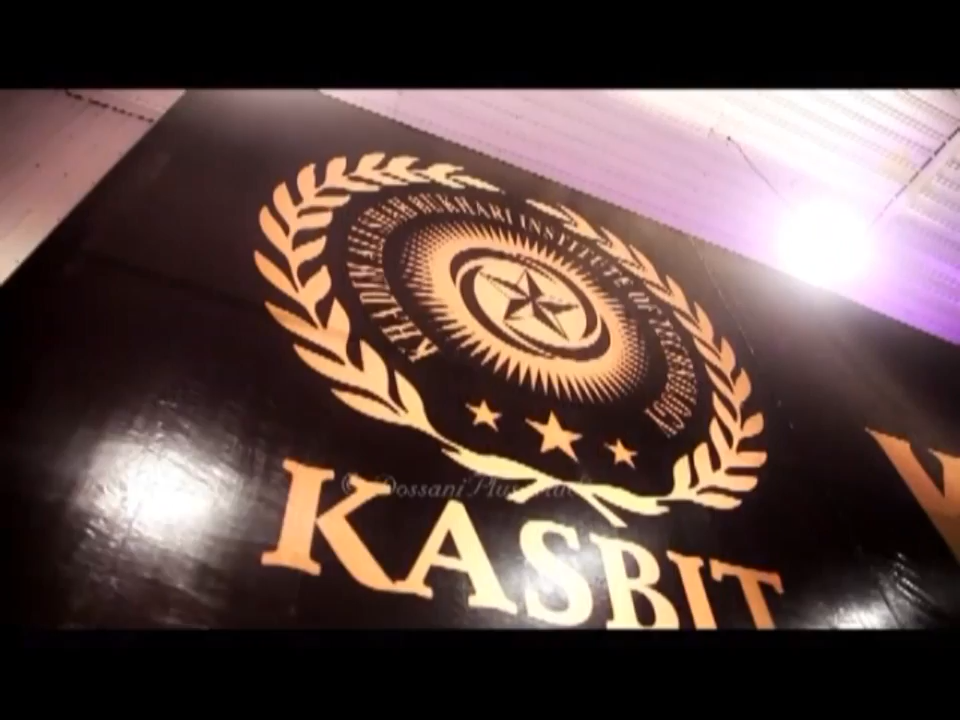 KHADIM ALI SHAH BUKHARI INSTITUTE OF TECHNOLOGY
KASBIT
© Dossani